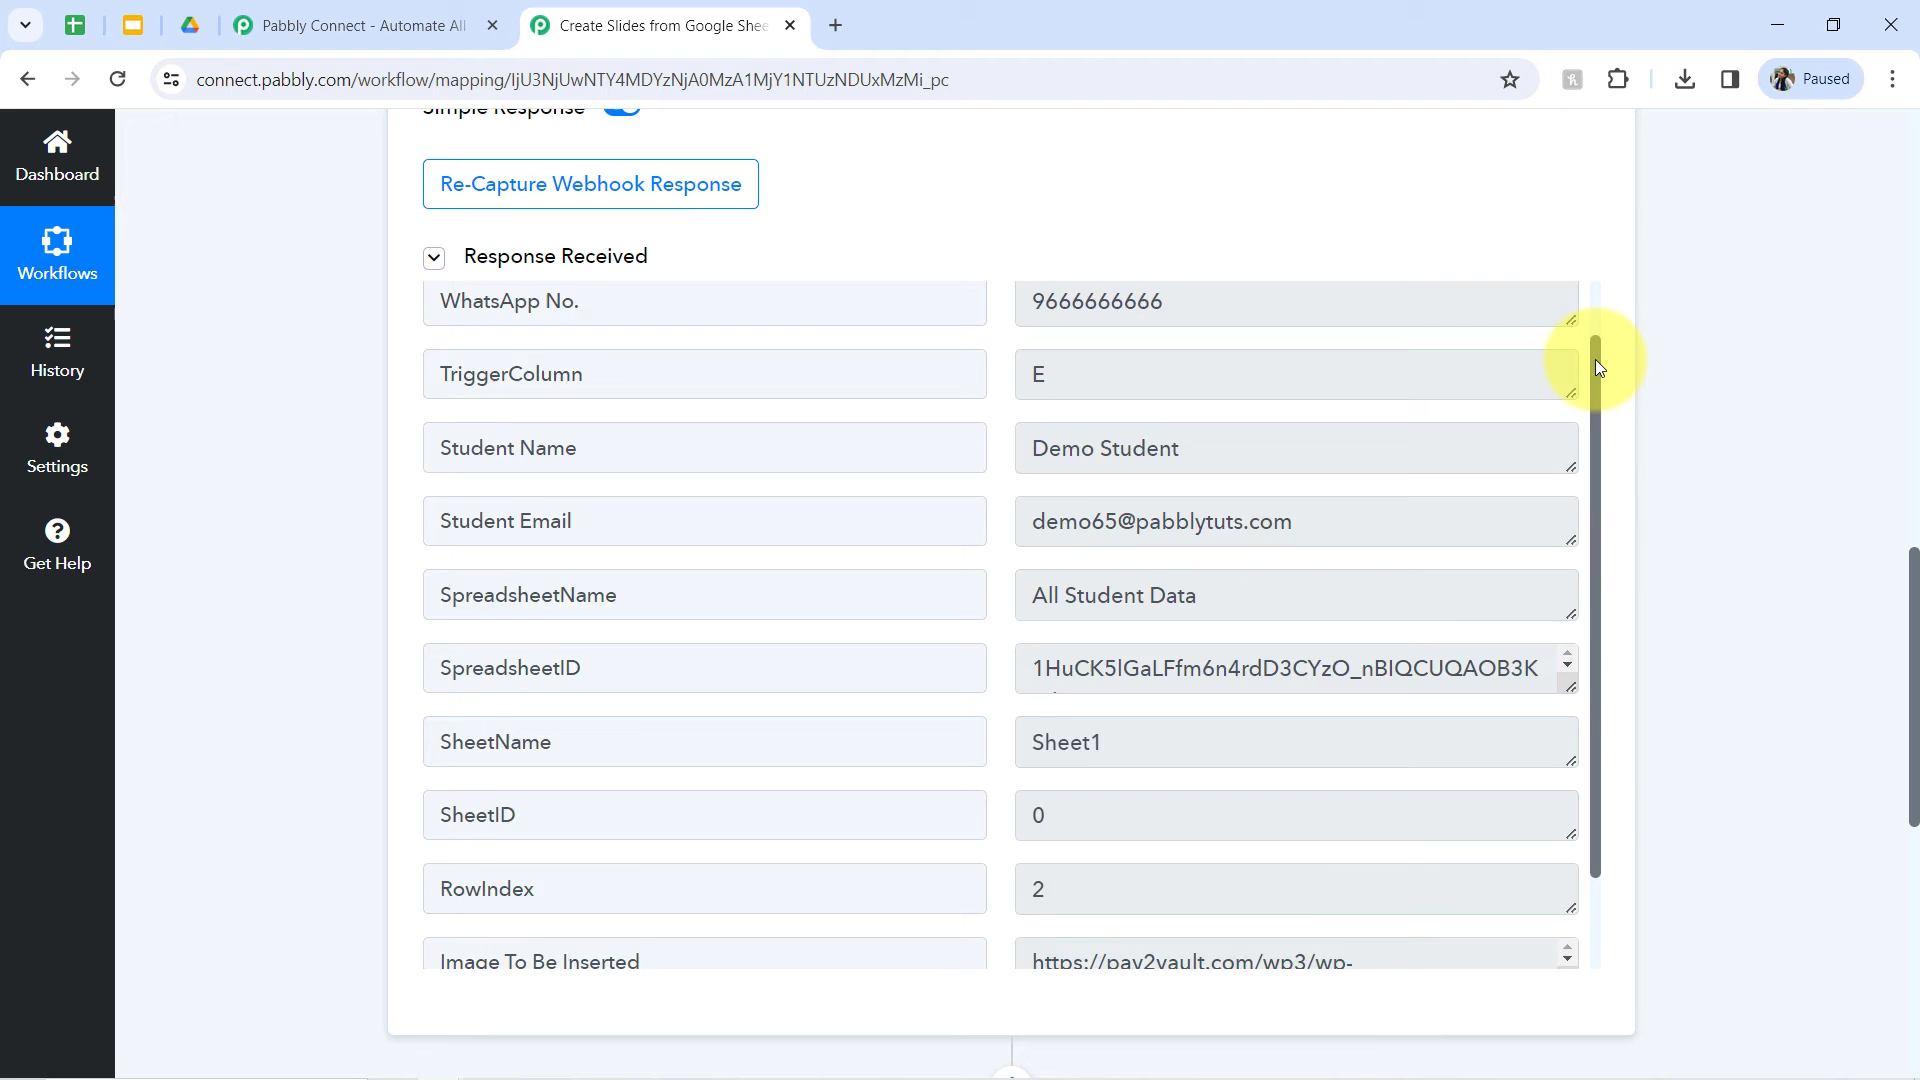 Pabbly Connect - Automate All
Create Slides from Google Shee
connect.pabbly.com/workflow/mapping/IjU3NjUwNTY4MDYzNjA0MzA1MjY1NTUzNDUxMzMi_pc
Paused
Simple Response
Dashboard
Workflows
History
Settings
Get Help
Re-Capture Webhook Response
Response Received
WhatsApp No.
9666666666
TriggerColumn
E
Student Name
Demo Student
Student Email
demo65@pabblytuts.com
SpreadsheetName
All Student Data
SpreadsheetID
1HuCK5lGaLFfm6n4rdD3CYzO_nBIQCUQAOB3K
SheetName
Sheet1
SheetID
0
RowIndex
2
Image To Be Inserted
https://pay2vault.com/wp3/wp-